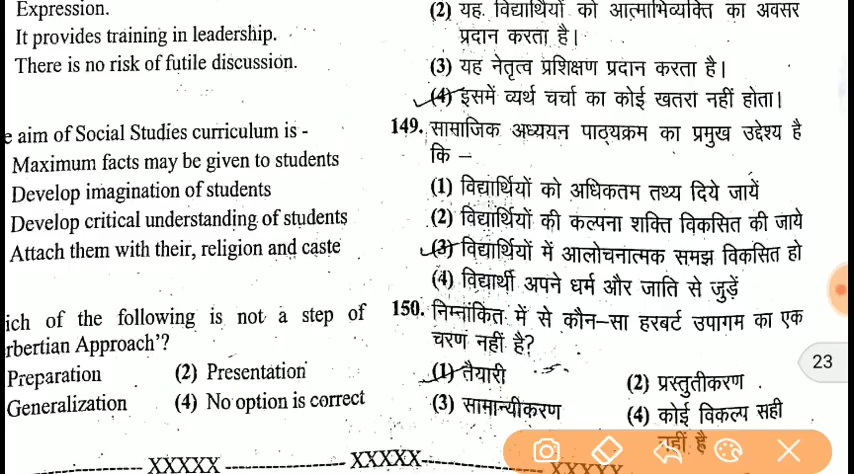 Expression.
It provides training in leadership.
There is no risk of futile discussion.
e aim of Social Studies curriculum is -
Maximum facts may be given to students
Develop imagination of students
Develop critical understanding of students
Attach them with their, religion and caste
ich of the following is not a step of
rbertian Approach’?
Preparation (2) Presentation
Generalization (4) No option is correct
XXXXX XXXXX
(2) यह विद्यार्थियों को आत्माभिव्यक्ति का अवसर
प्रदान करता है।
(3) यह नेतृत्व प्रशिक्षण प्रदान करता है।
(4) इसमें व्यर्थ चर्चा का कोई खतरा नहीं होता।
149. सामाजिक अध्ययन पाठ्यक्रम का प्रमुख उद्देश्य है
कि –
(1) विद्यार्थियों को अधिकतम तथ्य दिये जायें
(2) विद्यार्थियों की कल्पना शक्ति विकसित की जाये
(3) विद्यार्थियों में आलोचनात्मक समझ विकसित हो
(4) विद्यार्थी अपने धर्म और जाति से जुड़ें
150. निम्नांकित में से कौन–सा हरबर्ट उपागम का एक
चरण नहीं है?
(1) तैयारी (2) प्रस्तुतीकरण
(3) सामान्यीकरण (4) कोई विकल्प सही
नहीं है
XXXXX
23